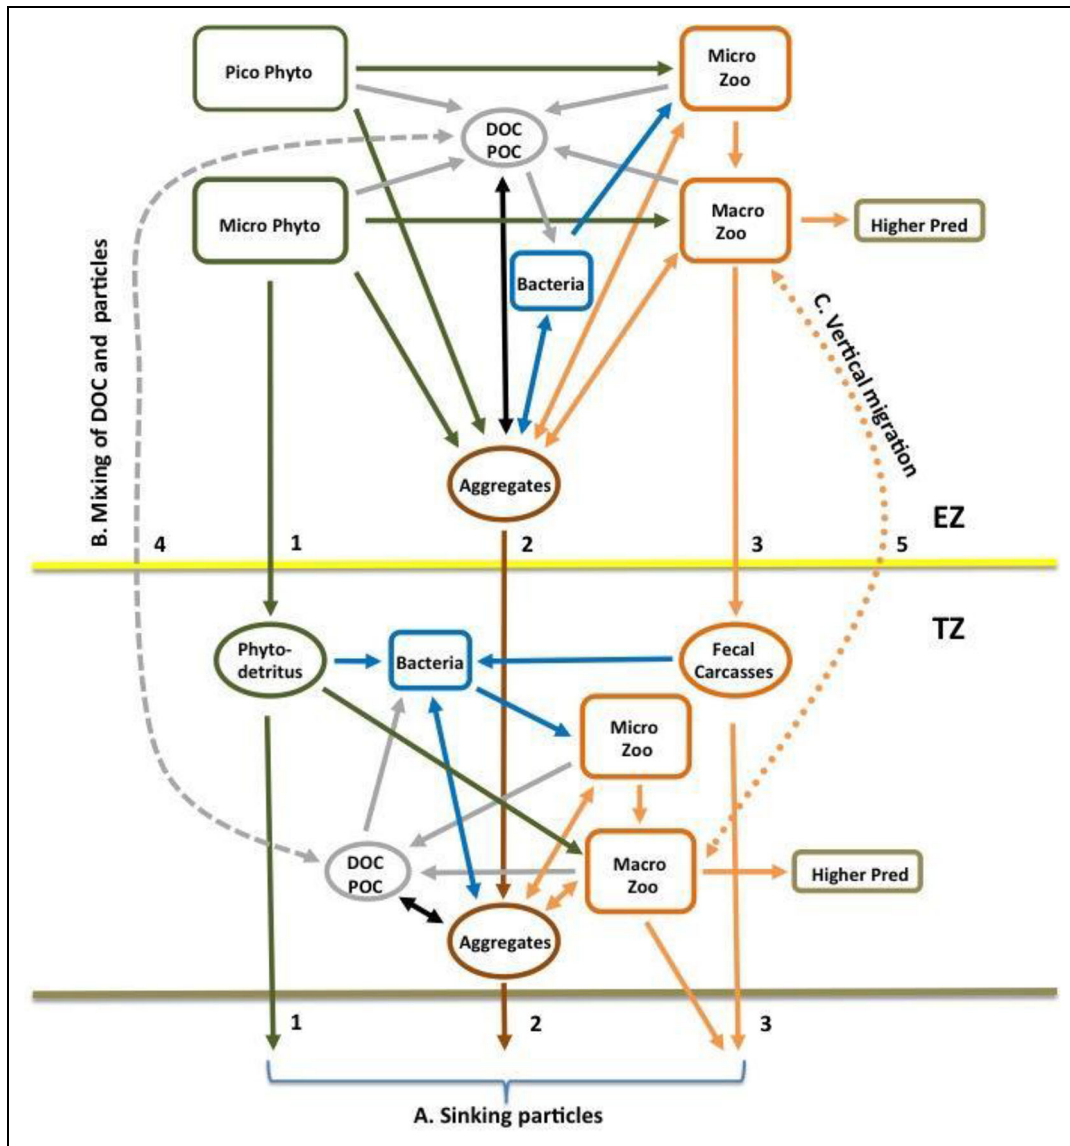 Pico Phyto
Micro
Zoo
DOC
POC
Micro Phyto
Macro
Zoo
Higher Pred
Bacteria
B. Mixing of DOC and particles
C. Vertical migration
Aggregates
EZ
4
1
2
3
5
TZ
Phyto-
detritus
Bacteria
Fecal
Carcasses
Micro
Zoo
DOC
POC
Macro
Zoo
Higher Pred
Aggregates
1
2
3
A. Sinking particles